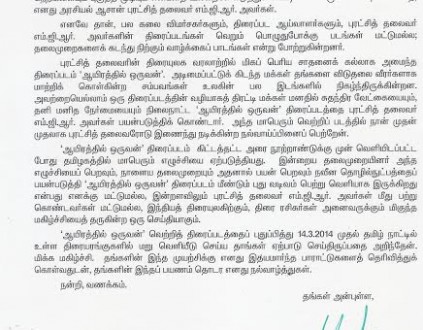 எனது அரசியல் ஆசான் புரட்சித் தலைவர்
எம்.ஜி.ஆர். அவர்கள்.
எனவே தான், பல கலை விமர்சகர்களும், திரைப்பட ஆய்வாளர்களும், புரட்சித் தலைவர்
எம்.ஜி.ஆர். அவர்களின் திரைப்படங்கள் வெறும் பொழுதுபோக்கு படங்கள் மட்டுமல்ல;
தலைமுறைகளைக் கடந்து நிற்கும் வாழ்க்கைப் பாடங்கள் என்று போற்றுகின்றனர்.
புரட்சித் தலைவரின் திரையுலக வரலாற்றில் மிகப் பெரிய சாதனைக் கல்லாக அமைந்த
திரைப்படம் 'ஆயிரத்தில் ஒருவன்'. அடிமைப்பட்டுக் கிடந்த மக்கள் தங்களை விடுதலை வீரர்களாக
மாற்றிக் கொள்கின்ற சம்பவங்கள் உலகின் பல இடங்களில் நிகழ்ந்திருக்கின்றன.
அவற்றையெல்லாம் ஒரு திரைப்படத்தின் வழியாகத் திரட்டி மக்கள் மனதில் சுதந்திர வேட்கையையும்,
தனி மனித நேர்மையையும் நிலைநாட்ட 'ஆயிரத்தில் ஒருவன்' திரைப்படத்தை புரட்சித் தலைவர்
எம்.ஜி.ஆர். அவர்கள் பயன்படுத்திக் கொண்டார். அந்த மாபெரும் வெற்றிப் படத்தில் நான் முதன்
முதலாக புரட்சித் தலைவரோடு இணைந்து நடிக்கின்ற நல்வாய்ப்பினைப் பெற்றேன்.
'ஆயிரத்தில் ஒருவன்' திரைப்படம் கிட்டத்தட்ட அரை நூற்றாண்டுக்கு முன் வெளியிடப்பட்ட
போது தமிழகத்தில் மாபெரும் எழுச்சியை ஏற்படுத்தியது. இன்றைய தலைமுறையினர் அந்த
எழுச்சியைப் பெறவும், நாளைய தலைமுறையும் அதனால் பயன் பெறவும் நவீன தொழில்நுட்பத்தைப்
பயன்படுத்தி 'ஆயிரத்தில் ஒருவன்' திரைப்படம் மீண்டும் புது வடிவம் பெற்று வெளியாக இருக்கிறது
என்பது எனக்கு மட்டுமல்ல, இன்றளவிலும் புரட்சித் தலைவர் எம்.ஜி.ஆர். அவர்கள் மீது பற்று
கொண்டவர்கள் மட்டுமல்ல, இந்தியத் திரையுலகிற்கும், திரை ரசிகர்கள் அனைவருக்கும் மிகுந்த
மகிழ்ச்சியைத் தருகின்ற ஒரு செய்தியாகும்.
'ஆயிரத்தில் ஒருவன்' வெற்றித் திரைப்படத்தைப் புதுப்பித்து 14.3.2014 முதல் தமிழ் நாட்டில்
உள்ள திரையரங்குகளில் மறு வெளியீடு செய்ய தாங்கள் ஏற்பாடு செய்திருப்பதை அறிந்தேன்.
மிக்க மகிழ்ச்சி. தங்களின் இந்த முயற்சிக்கு எனது இதயமார்ந்த பாராட்டுகளைத் தெரிவித்துக்
கொள்வதுடன், தங்களின் இந்தப் பயணம் தொடர எனது நல்வாழ்த்துகள்.
நன்றி, வணக்கம்.
தங்கள் அன்புள்ள,